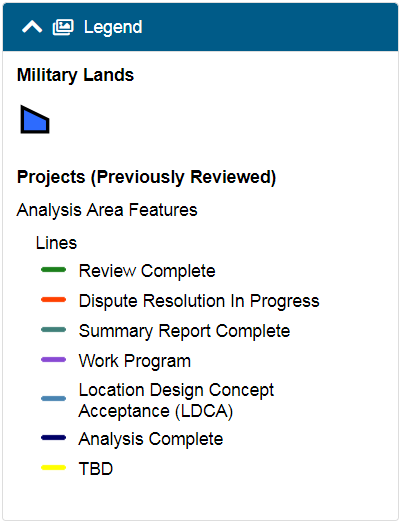 Legend
Military Lands
Projects (Previously Reviewed)
Analysis Area Features
Lines
Review Complete
Dispute Resolution In Progress
Summary Report Complete
Work Program
Location Design Concept
Acceptance (LDCA)
Analysis Complete
TBD